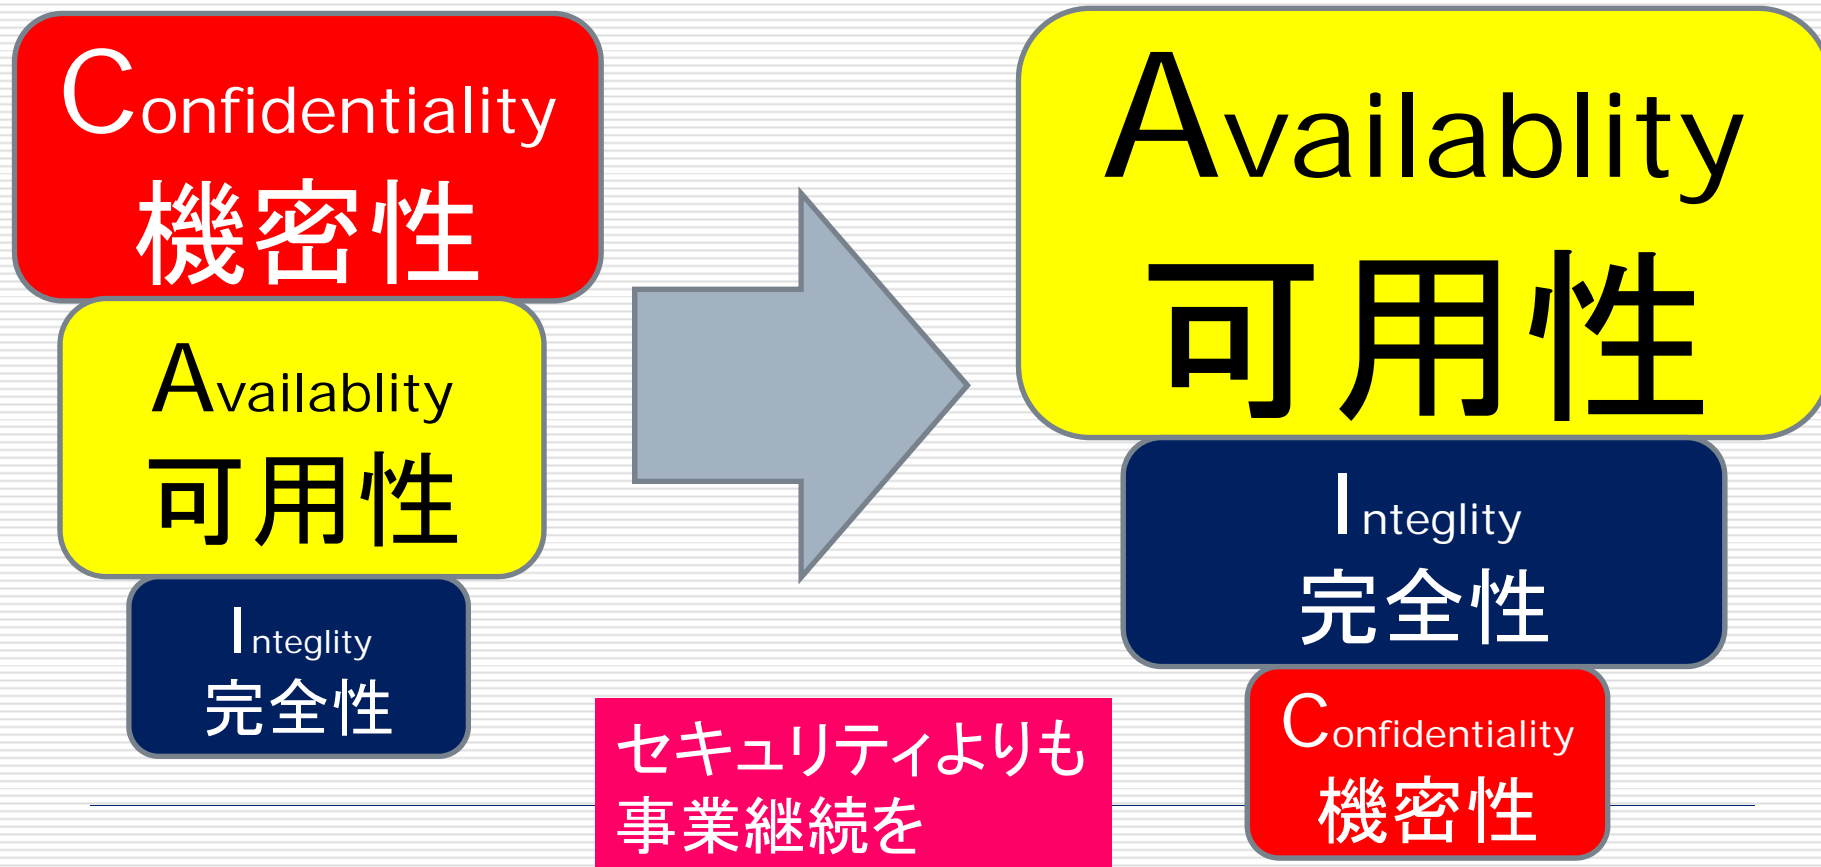 Confidentiality
機密性
Availablity
可用性
Integlity
完全性
セキュリティよりも
事業継続を
Availablity
可用性
Integlity
完全性
Confidentiality
機密性